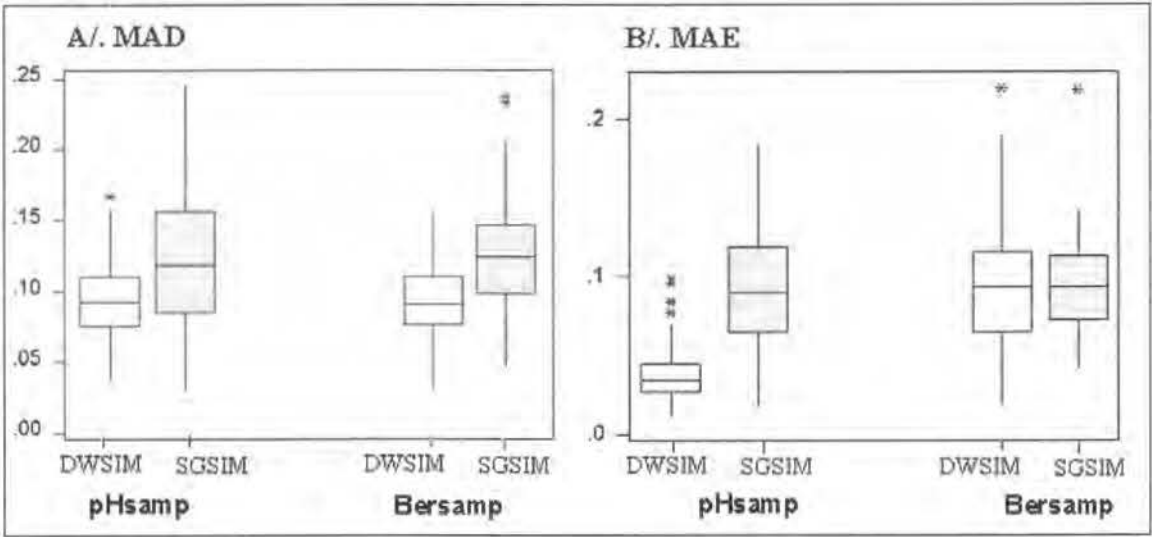 A/. MAD
.25
.20
.15
.10
.05
.00
DWSIM SGSIM DWSIM SGSIM
pHsamp Bersamp
B/. MAE
.2
.1
.0
DWSIM SGSIM DWSIM SGSIM
pHsamp Bersamp